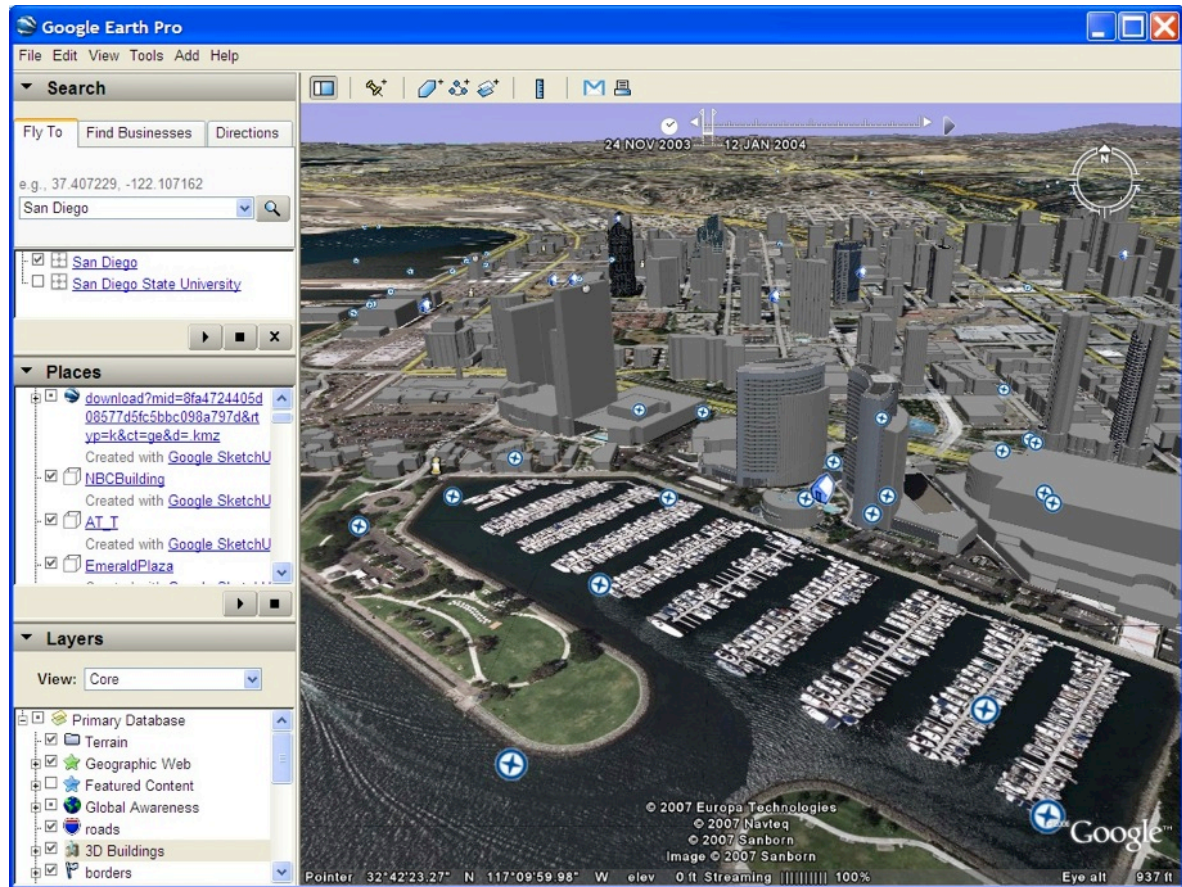 Google Earth Pro
File Edit View Tools Add Help
Search
Fly To Find Businesses Directions
e.g., 37.407229, -122.107162
San Diego
San Diego
San Diego State University
Places
download?mid=8fa4724405d
08577d5fc5bbc098a797d&rt
yp=k&ct=ge&d=.kmz
Created with Google SketchU
NBCBuilding
Created with Google SketchU
AT_T
Created with Google SketchU
EmeraldPlaza
Layers
View: Core
Primary Database
Terrain
Geographic Web
Featured Content
Global Awareness
roads
3D Buildings
borders
24 NOV 2003 12 JAN 2004
N
© 2007 Europa Technologies
© 2007 Navteq
© 2007 Sanborn
Image © 2007 Sanborn
Google™
Pointer 32°42'23.27" N 117°09'59.98" W elev 0 ft Streaming |||||||||| 100% Eye alt 937 ft